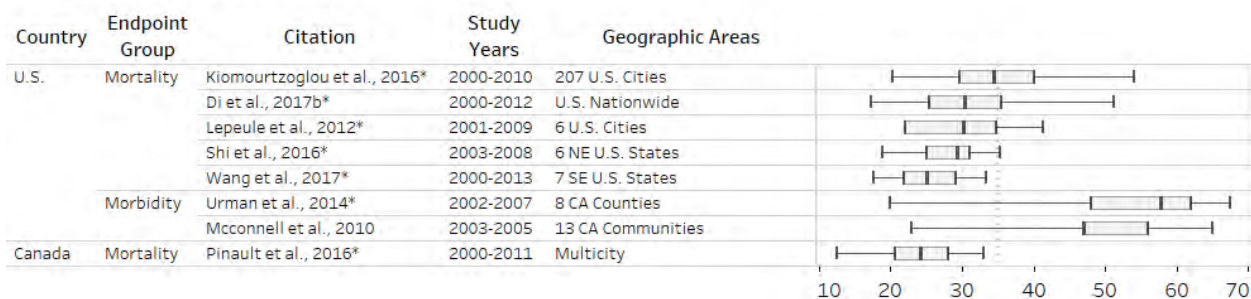 Country Endpoint Group Citation Study Years Geographic Areas
U.S. Mortality Kiomourtzoglou et al., 2016* 2000-2010 207 U.S. Cities
Di et al., 2017b* 2000-2012 U.S. Nationwide
Lepeule et al., 2012* 2001-2009 6 U.S. Cities
Shi et al., 2016* 2003-2008 6 NE U.S. States
Wang et al., 2017* 2000-2013 7 SE U.S. States
Morbidity Urman et al., 2014* 2002-2007 8 CA Counties
Mcconnell et al., 2010 2003-2005 13 CA Communities
Canada Mortality Pinault et al., 2016* 2000-2011 Multicity
10 20 30 40 50 60 70